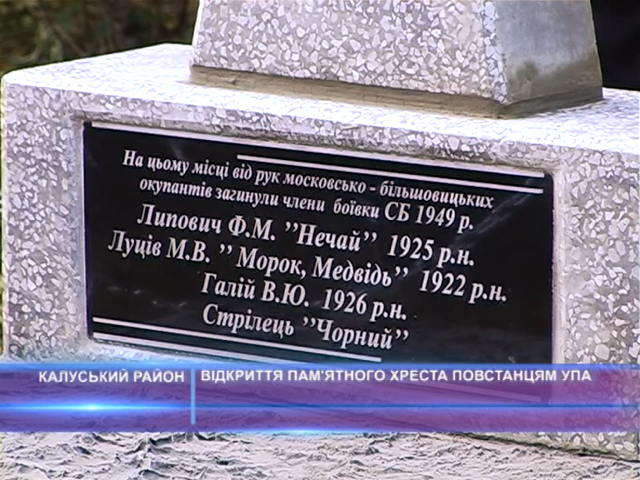 На цьому місці від рук московсько - більшовицьких
окупантів загинули члени боївки СБ 1949 р.
Липович Ф.М. ”Нечай” 1925 р.н.
Луців М.В. ” Морок, Медвідь” 1922 р.н.
Галій В.Ю. 1926 р.н.
Стрілець ”Чорний”
КАЛУСЬКИЙ РАЙОН ВІДКРИТТЯ ПАМ'ЯТНОГО ХРЕСТА ПОВСТАНЦЯМ УПА